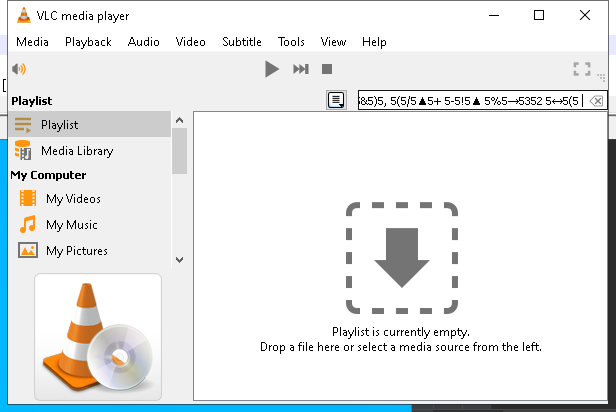 VLC media player
Media Playback Audio Video Subtitle Tools View Help
Playlist
5&5)5, 5(5/5▲5+ 5-5!5▲ 5%5→5352 5↔5(5
Playlist
Media Library
My Computer
My Videos
My Music
My Pictures
Playlist is currently empty.
Drop a file here or select a media source from the left.